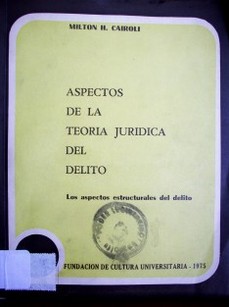 MILTON H. CAIROLI
ASPECTOS
DE LA
TEORIA JURIDICA
DEL
DELITO
Los aspectos estructurales del delito
FUNDACION DE CULTURA UNIVERSITARIA - 1975